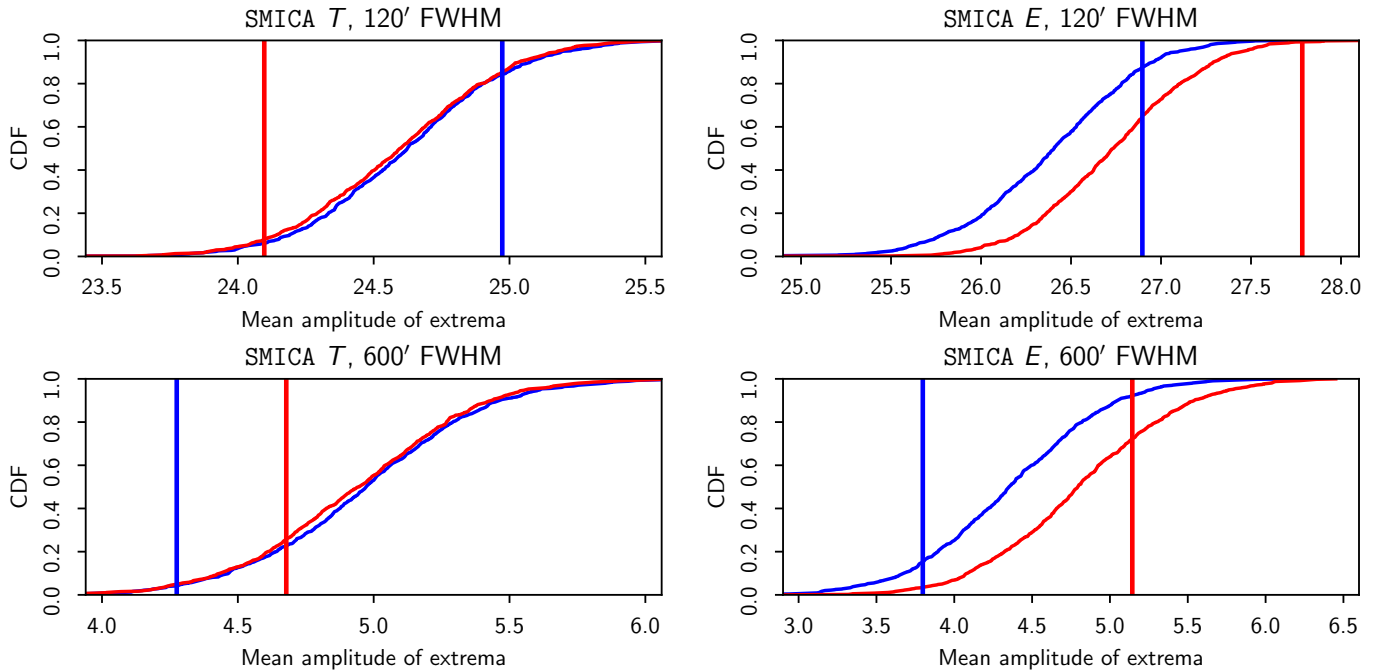 SMICA T, 120′ FWHM
CDF
0.0 0.2 0.4 0.6 0.8 1.0
23.5 24.0 24.5 25.0 25.5
Mean amplitude of extrema
SMICA E, 120′ FWHM
CDF
0.0 0.2 0.4 0.6 0.8 1.0
25.0 25.5 26.0 26.5 27.0 27.5 28.0
Mean amplitude of extrema
SMICA T, 600′ FWHM
CDF
0.0 0.2 0.4 0.6 0.8 1.0
4.0 4.5 5.0 5.5 6.0
Mean amplitude of extrema
SMICA E, 600′ FWHM
CDF
0.0 0.2 0.4 0.6 0.8 1.0
3.0 3.5 4.0 4.5 5.0 5.5 6.0 6.5
Mean amplitude of extrema